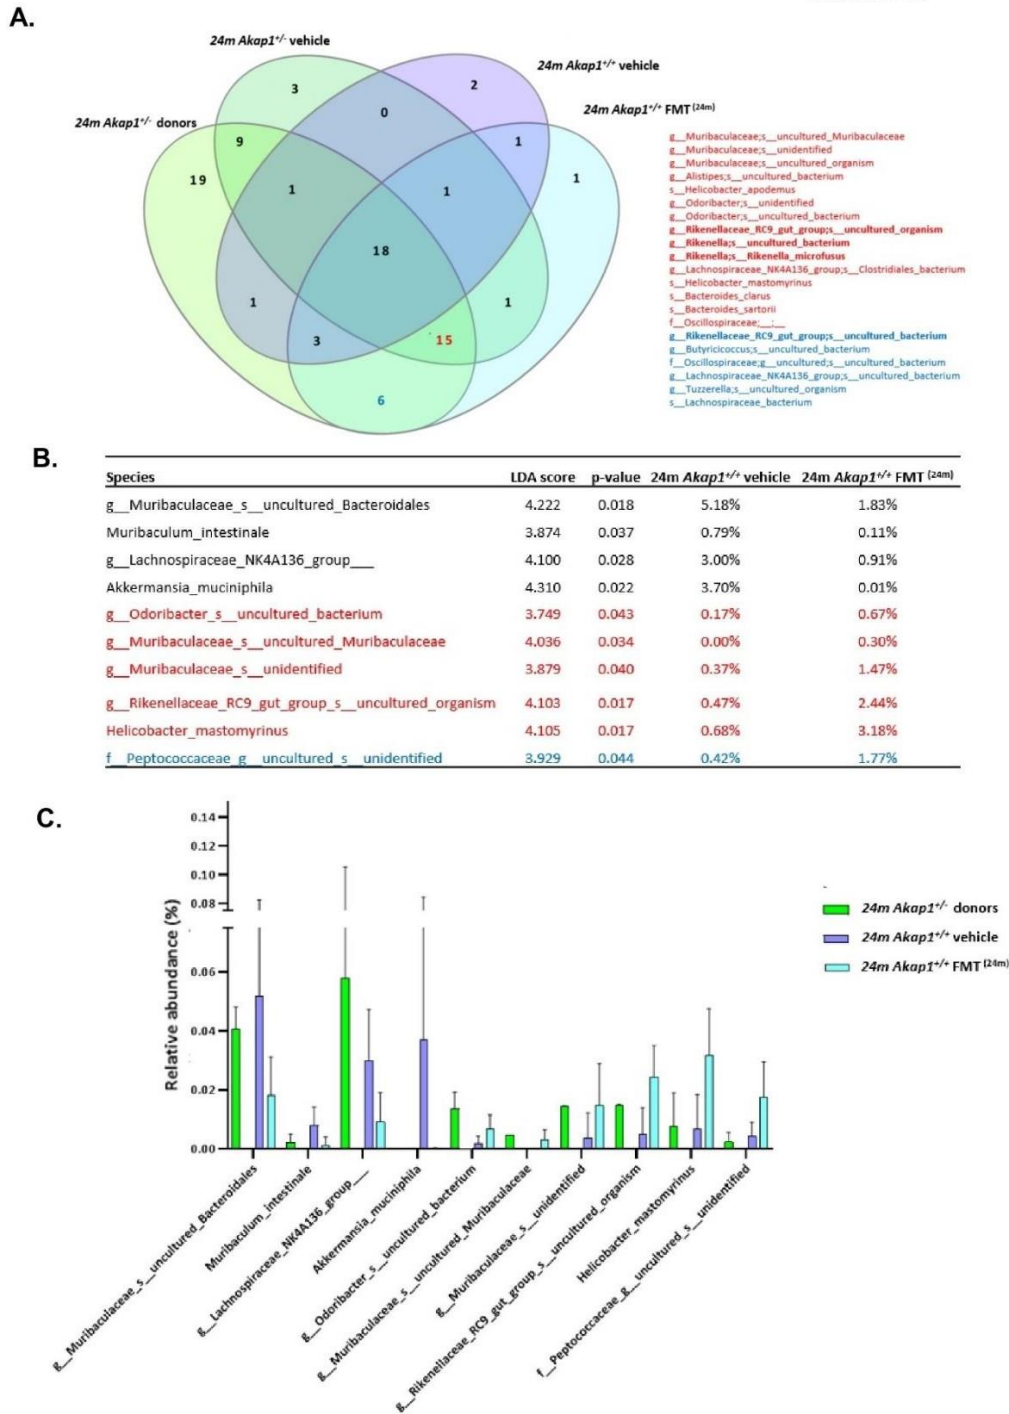 A.
24m Akap1+/- vehicle
24m Akap1+/+ vehicle
24m Akap1+/- donors
24m Akap1+/+ FMT (24m)
3
2
0
9
1
19
1
1
1
18
1
1
3
15
6
g__Muribaculaceae;s__uncultured_Muribaculaceae
g__Muribaculaceae;s__unidentified
g__Muribaculaceae;s__uncultured_organism
g__Alistipes;s__uncultured_bacterium
s__Helicobacter_apodemus
g__Odoribacter;s__unidentified
g__Odoribacter;s__uncultured_bacterium
g__Rikenellaceae_RC9_gut_group;s__uncultured_organism
g__Rikenella;s__uncultured_bacterium
g__Rikenella;s__Rikenella_microfusus
g__Lachnospiraceae_NK4A136_group;s__Clostridiales_bacterium
s__Helicobacter_mastomyrinus
s__Bacteroides_clarus
s__Bacteroides_sartorii
f__Oscillospiraceae;__;__
g__Rikenellaceae_RC9_gut_group;s__uncultured_bacterium
g__Butyricicoccus;s__uncultured_bacterium
f__Oscillospiraceae;g__uncultured;s__uncultured_bacterium
g__Lachnospiraceae_NK4A136_group;s__uncultured_bacterium
g__Tuzzerella;s__uncultured_organism
s__Lachnospiraceae_bacterium
B.
Species LDA score p-value 24m Akap1+/+ vehicle 24m Akap1+/+ FMT (24m)
g__Muribaculaceae_s__uncultured_Bacteroidales 4.222 0.018 5.18% 1.83%
Muribaculum_intestinale 3.874 0.037 0.79% 0.11%
g__Lachnospiraceae_NK4A136_group___ 4.100 0.028 3.00% 0.91%
Akkermansia_muciniphila 4.310 0.022 3.70% 0.01%
g__Odoribacter_s__uncultured_bacterium 3.749 0.043 0.17% 0.67%
g__Muribaculaceae_s__uncultured_Muribaculaceae 4.036 0.034 0.00% 0.30%
g__Muribaculaceae_s__unidentified 3.879 0.040 0.37% 1.47%
g__Rikenellaceae_RC9_gut_group_s__uncultured_organism 4.103 0.017 0.47% 2.44%
Helicobacter_mastomyrinus 4.105 0.017 0.68% 3.18%
f__Peptococcaceae_g__uncultured_s__unidentified 3.929 0.044 0.42% 1.77%
C.
Relative abundance (%)
0.14
0.12
0.10
0.08
0.06
0.04
0.02
0.00
24m Akap1+/- donors
24m Akap1+/+ vehicle
24m Akap1+/+ FMT (24m)
g__Muribaculaceae_s__uncultured_Bacteroidales
Muribaculum_intestinale
g__Lachnospiraceae_NK4A136_group___
Akkermansia_muciniphila
g__Odoribacter_s__uncultured_bacterium
g__Muribaculaceae_s__uncultured_Muribaculaceae
g__Muribaculaceae_s__unidentified
g__Rikenellaceae_RC9_gut_group_s__uncultured_organism
Helicobacter_mastomyrinus
f__Peptococcaceae_g__uncultured_s__unidentified